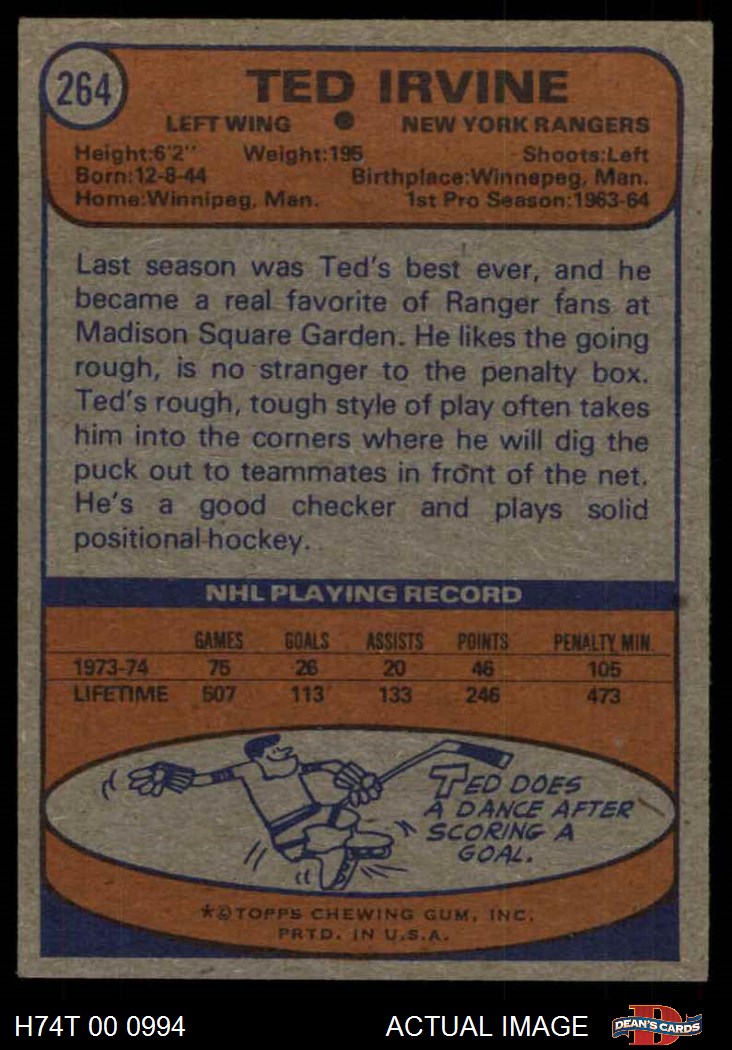 264
TED IRVINE
LEFT WING ● NEW YORK RANGERS
Height:6'2" Weight:195 Shoots:Left
Born:12-8-44 Birthplace:Winnepeg, Man.
Home:Winnipeg, Man. 1st Pro Season:1963-64
Last season was Ted's best ever, and he
became a real favorite of Ranger fans at
Madison Square Garden. He likes the going
rough, is no stranger to the penalty box.
Ted's rough, tough style of play often takes
him into the corners where he will dig the
puck out to teammates in front of the net.
He's a good checker and plays solid
positional hockey.
NHL PLAYING RECORD
GAMES GOALS ASSISTS POINTS PENALTY MIN.
1973-74 75 26 20 46 105
LIFETIME 507 113 133 246 473
TED DOES
A DANCE AFTER
SCORING A
GOAL.
*©TOPPS CHEWING GUM, INC.
PRTD. IN U.S.A.
H74T 00 0994 ACTUAL IMAGE D DEAN'S CARDS